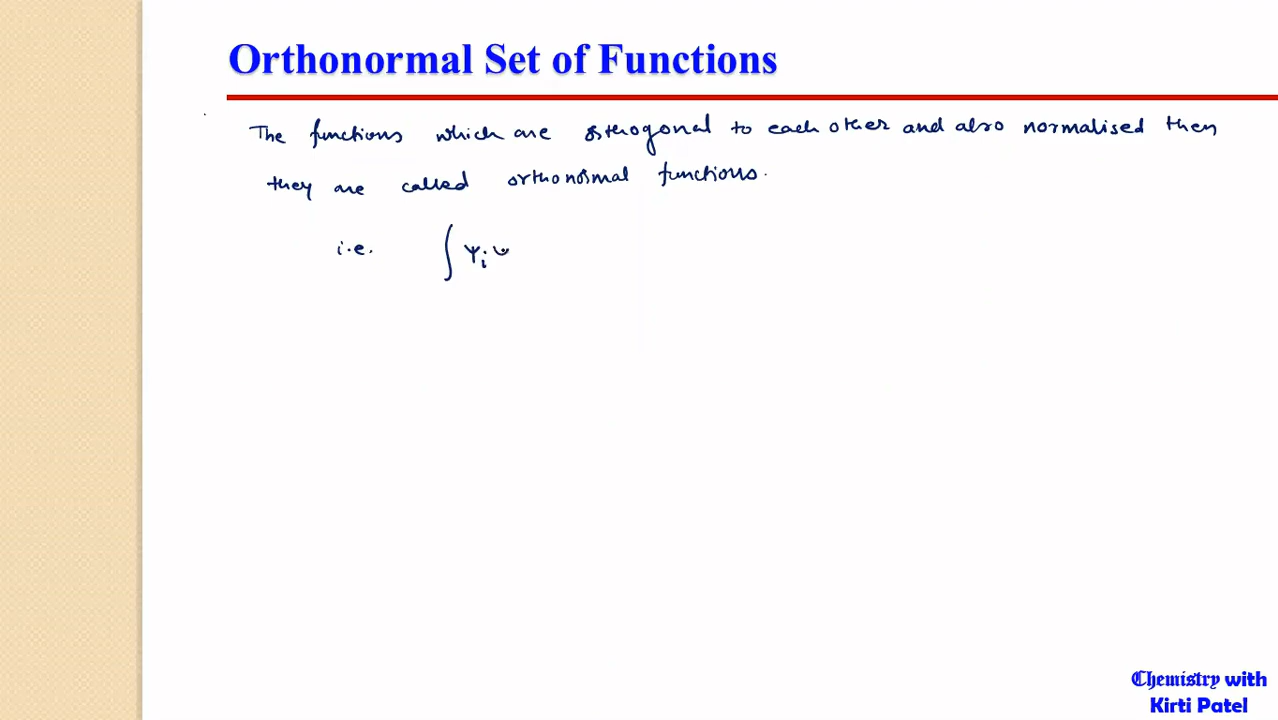 Orthonormal Set of Functions
The functions which are orthogonal to each other and also normalised then
they are called orthonormal functions.
i.e. ∫ ψi
Chemistry with
Kirti Patel